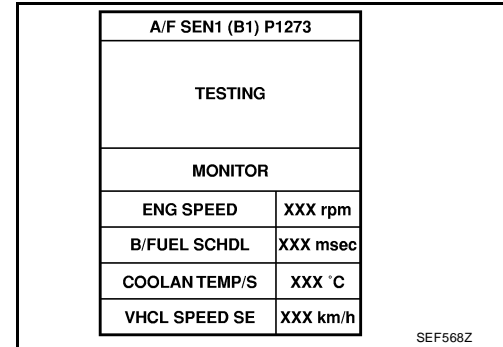 A/F SEN1 (B1) P1273
TESTING
MONITOR
ENG SPEED XXX rpm
B/FUEL SCHDL XXX msec
COOLAN TEMP/S XXX °C
VHCL SPEED SE XXX km/h
SEF568Z